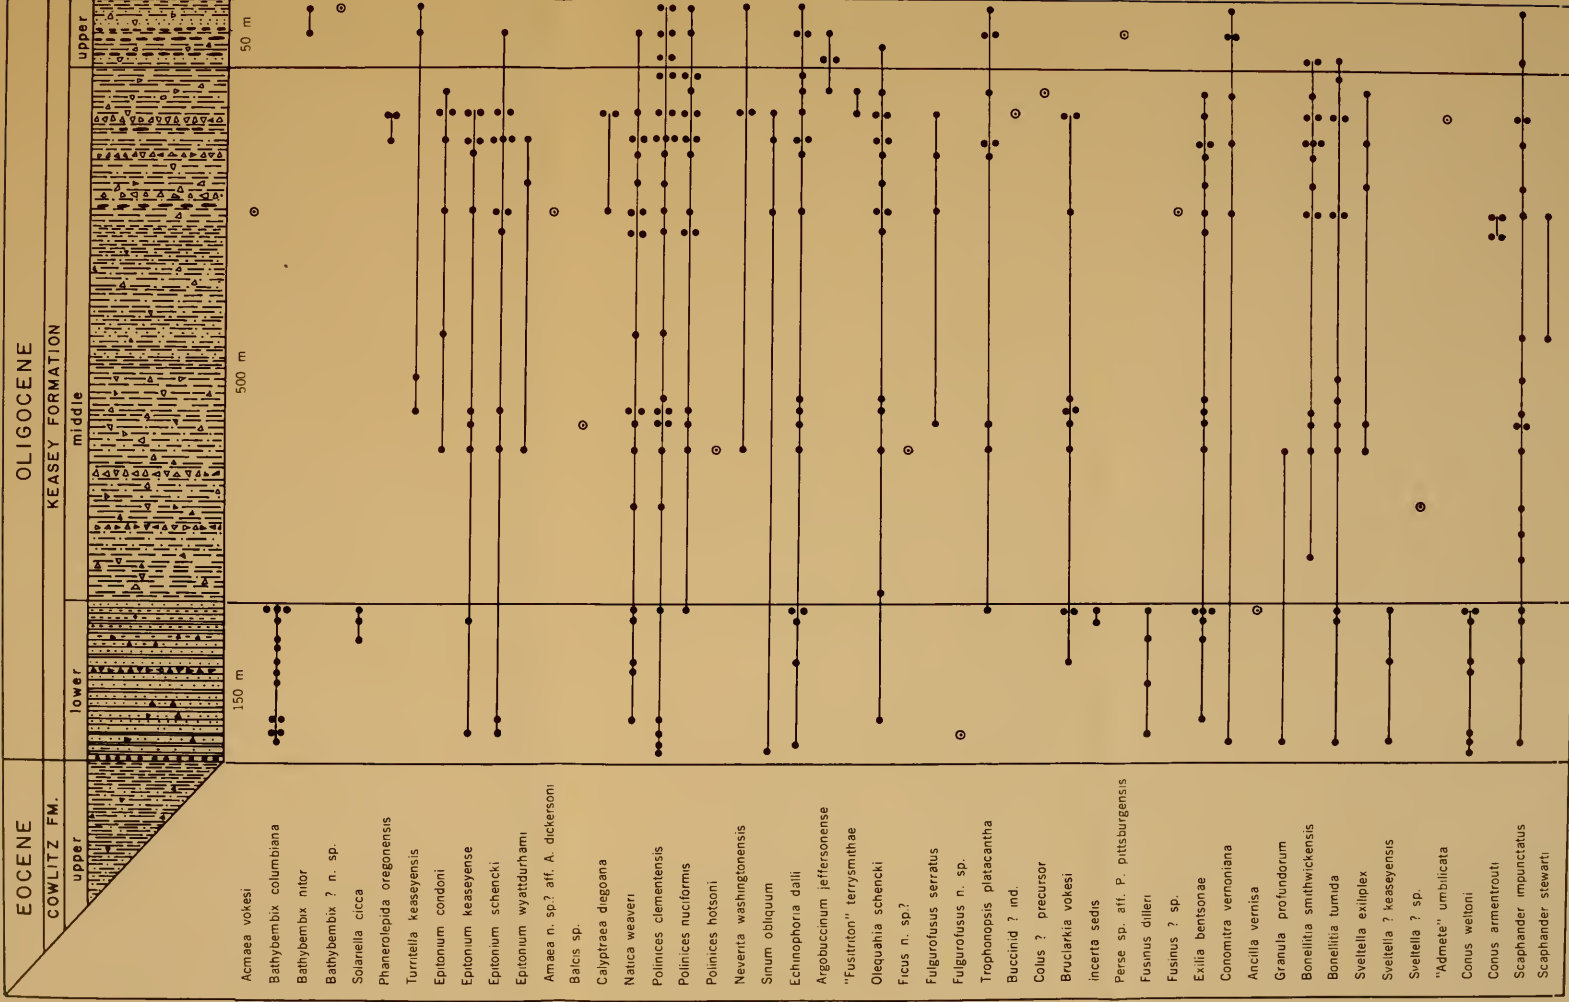 OLIGOCENE
KEASEY FORMATION
upper
middle
lower
50 m
500 m
150 m
EOCENE
COWLITZ FM.
upper
Acmaea vokesi
Bathybembix columbiana
Bathybembix nitor
Bathybembix ? n. sp.
Solariella cicca
Phanerolepida oregonensis
Turritella keaseyensis
Epitonium condoni
Epitonium keaseyense
Epitonium schencki
Epitonium wyattdurhami
Amaea n. sp.? aff. A. dickersoni
Balcis sp.
Calyptraea diegoana
Natica weaveri
Polinices clementensis
Polinices nuciformis
Polinices hotsoni
Neverita washingtonensis
Sinum obliquum
Echinophoria dalli
Argobuccinum jeffersonense
"Fusitriton" terrysmithae
Olequahia schencki
Ficus n. sp.?
Fulgurofusus serratus
Fulgurofusus n. sp.
Trophonopsis platacantha
Buccinid ? ind.
Colus ? precursor
Bruclarkia vokesi
incerta sedis
Perse sp. aff. P. pittsburgensis
Fusinus dilleri
Fusinus ? sp.
Exilia bentsonae
Conomitra vernoniana
Ancilla vernisa
Granula profundorum
Bonellitia smithwickensis
Bonellitia tumida
Sveltella exiliplex
Sveltella ? keaseyensis
Sveltella ? sp.
"Admete" umbilicata
Conus weltoni
Conus armentrouti
Scaphander impunctatus
Scaphander stewarti